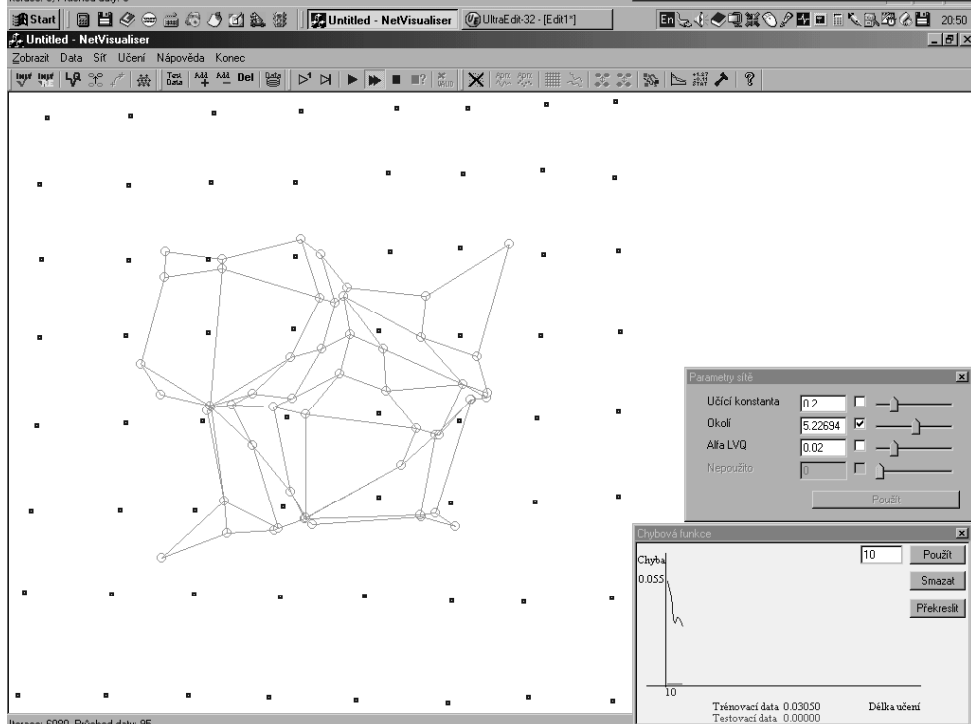 Start
Untitled - NetVisualiser
UltraEdit-32 - [Edit1*]
En
20:50
Untitled - NetVisualiser
Zobrazit Data Síť Učení Nápověda Konec
LVQ
Test Data
Add
Add
Del
Data
Parametry sítě
Učící konstanta 0.2
Okolí 5.22694
Alfa LVQ 0.02
Nepoužito 0
Použít
Chybová funkce
Chyba
10
Použít
0.055
Smazat
Překreslit
10
Trénovací data 0.03050 Délka učení
Testovací data 0.00000